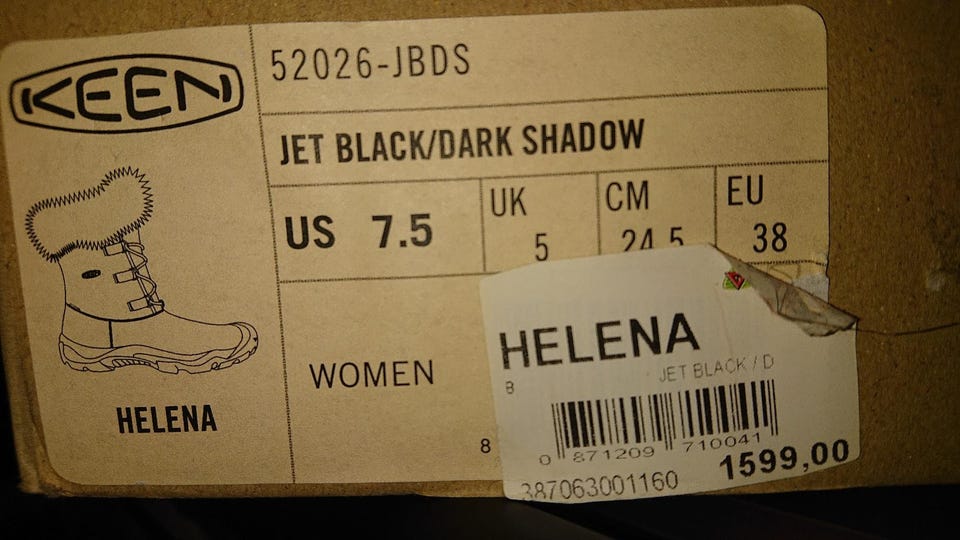 KEEN
52026-JBDS
JET BLACK/DARK SHADOW
US 7.5
UK
5
CM
24.5
EU
38
WOMEN
HELENA
8
HELENA
8
JET BLACK / D
0 871209 710041
387063001160
1599,00